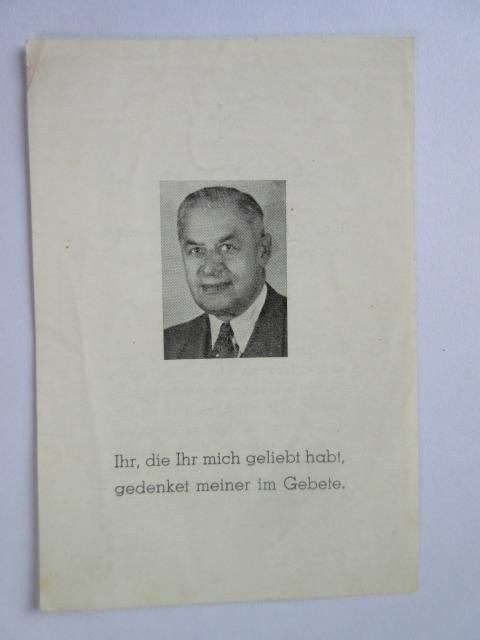 Ihr, die Ihr mich geliebt habt,
gedenket meiner im Gebete.